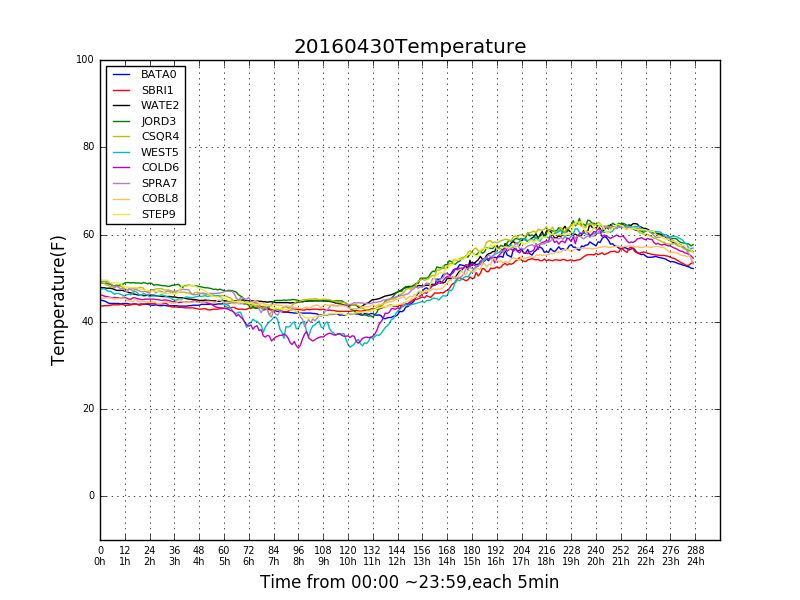 20160430Temperature
100
80
60
40
20
0
Temperature(F)
BATA0
SBRI1
WATE2
JORD3
CSQR4
WEST5
COLD6
SPRA7
COBL8
STEP9
0 12 24 36 48 60 72 84 96 108 120 132 144 156 168 180 192 204 216 228 240 252 264 276 288
0h 1h 2h 3h 4h 5h 6h 7h 8h 9h 10h 11h 12h 13h 14h 15h 16h 17h 18h 19h 20h 21h 22h 23h 24h
Time from 00:00 ~23:59,each 5min